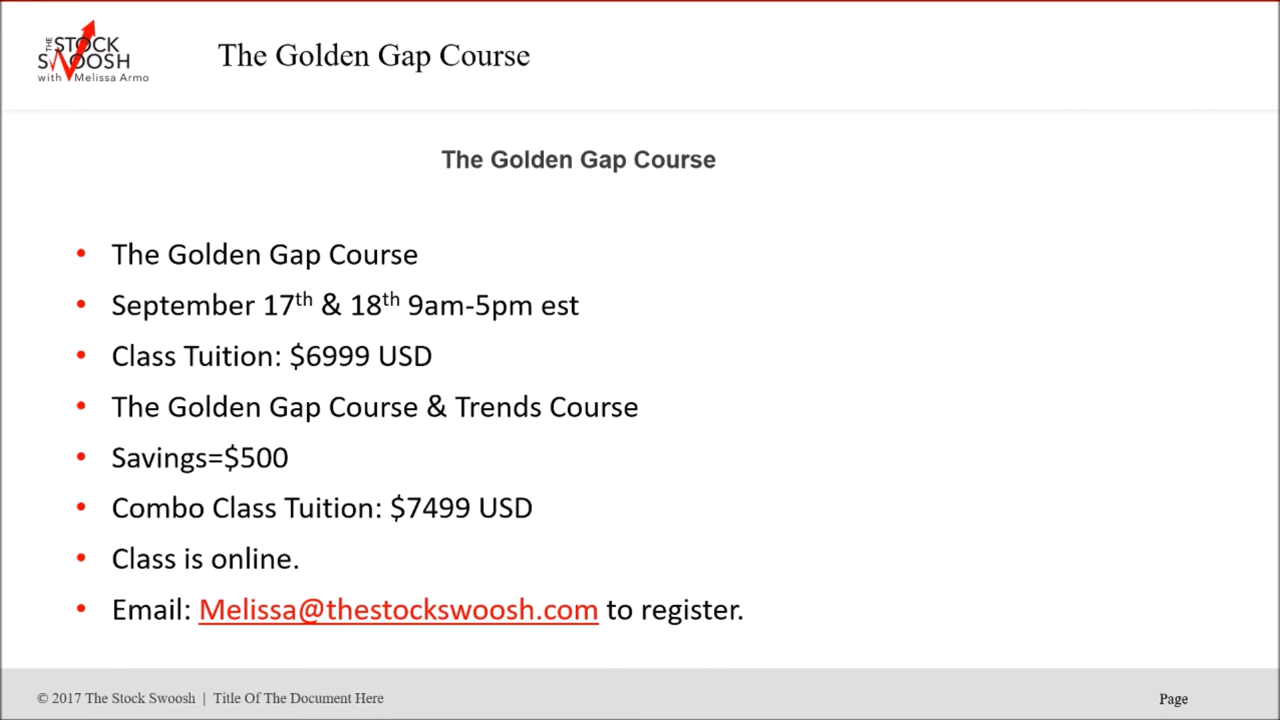 THE STOCK
SWOOSH
with Melissa Armo
The Golden Gap Course
The Golden Gap Course
• The Golden Gap Course
• September 17th & 18th 9am-5pm est
• Class Tuition: $6999 USD
• The Golden Gap Course & Trends Course
• Savings=$500
• Combo Class Tuition: $7499 USD
• Class is online.
• Email: Melissa@thestockswoosh.com to register.
© 2017 The Stock Swoosh | Title Of The Document Here
Page